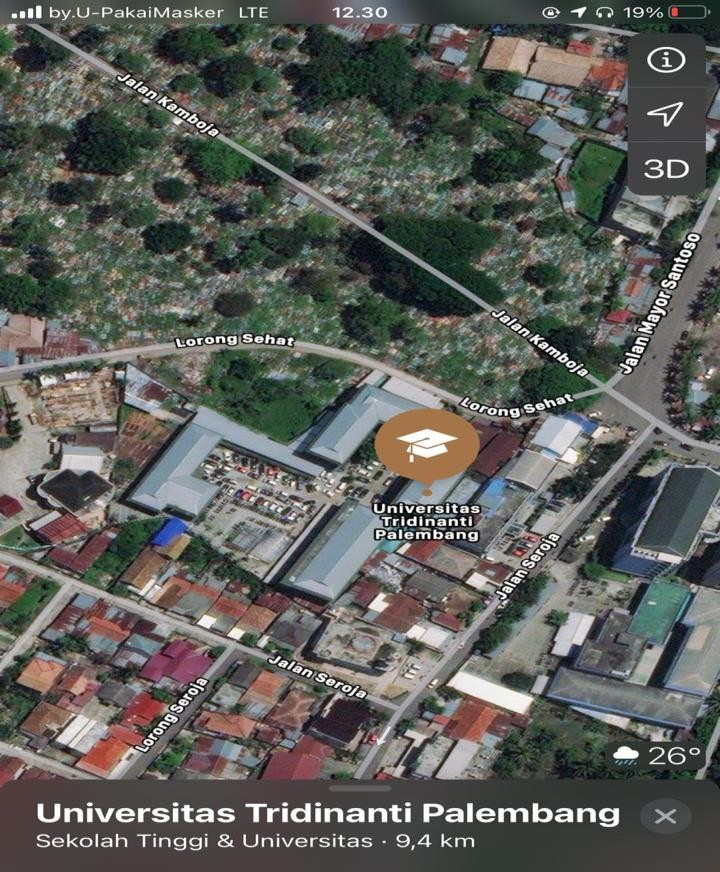 by.U-PakaiMasker LTE 12.30 19%
Jalan Kamboja
3D
Jalan Mayor Santoso
Lorong Sehat
Jalan Kamboja
Lorong Sehat
Universitas
Tridinanti
Palembang
Jalan Seroja
Jalan Seroja
Lorong Seroja
26°
Universitas Tridinanti Palembang
Sekolah Tinggi & Universitas · 9,4 km